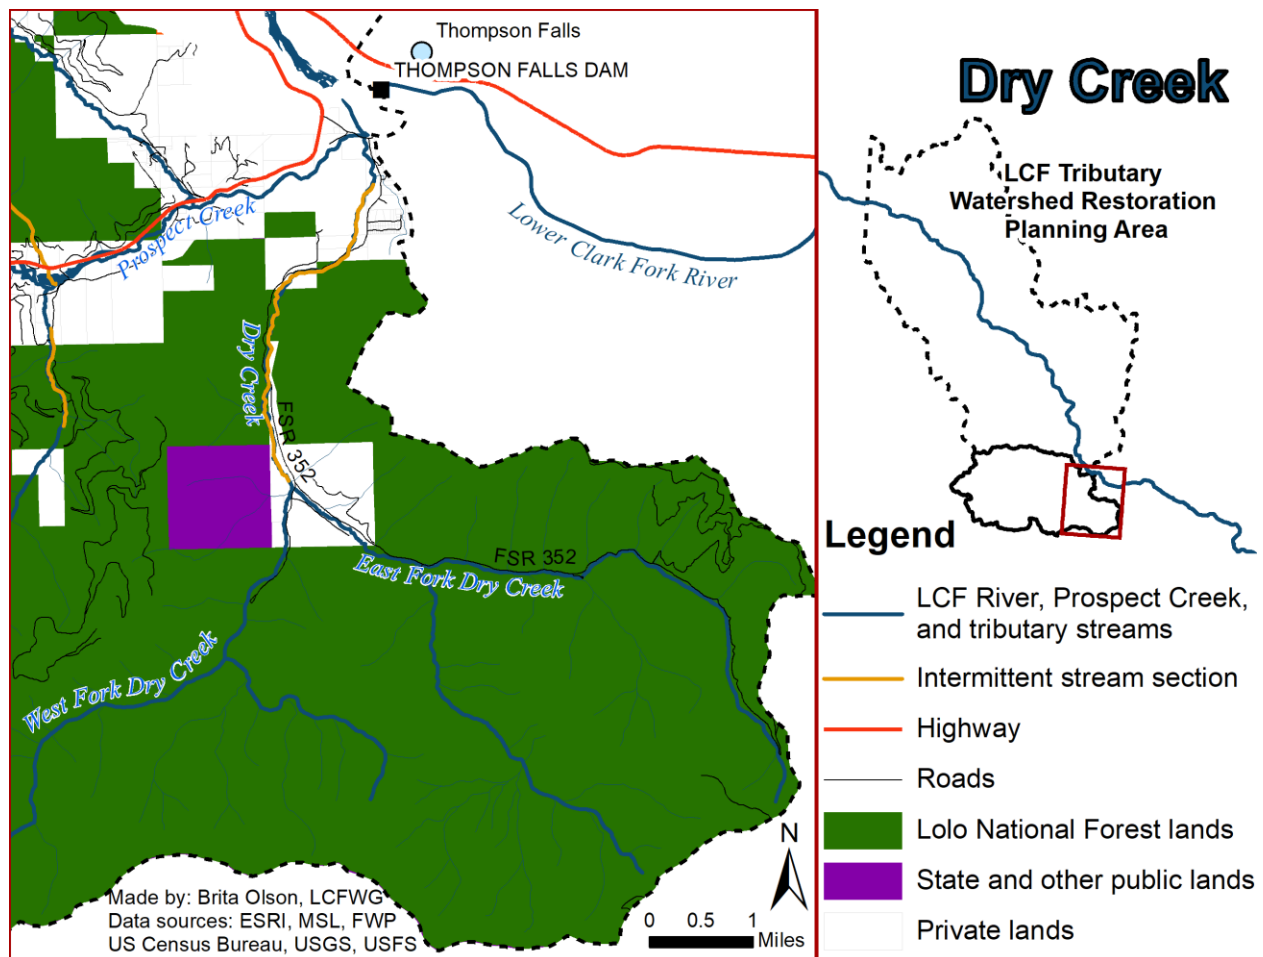 Thompson Falls
THOMPSON FALLS DAM
Prospect Creek
Lower Clark Fork River
Dry Creek
FSR 352
FSR 352
East Fork Dry Creek
West Fork Dry Creek
Made by: Brita Olson, LCFWG
Data sources: ESRI, MSL, FWP
US Census Bureau, USGS, USFS
N
0 0.5 1
Miles
Dry Creek
LCF Tributary
Watershed Restoration
Planning Area
Legend
LCF River, Prospect Creek,
and tributary streams
Intermittent stream section
Highway
Roads
Lolo National Forest lands
State and other public lands
Private lands